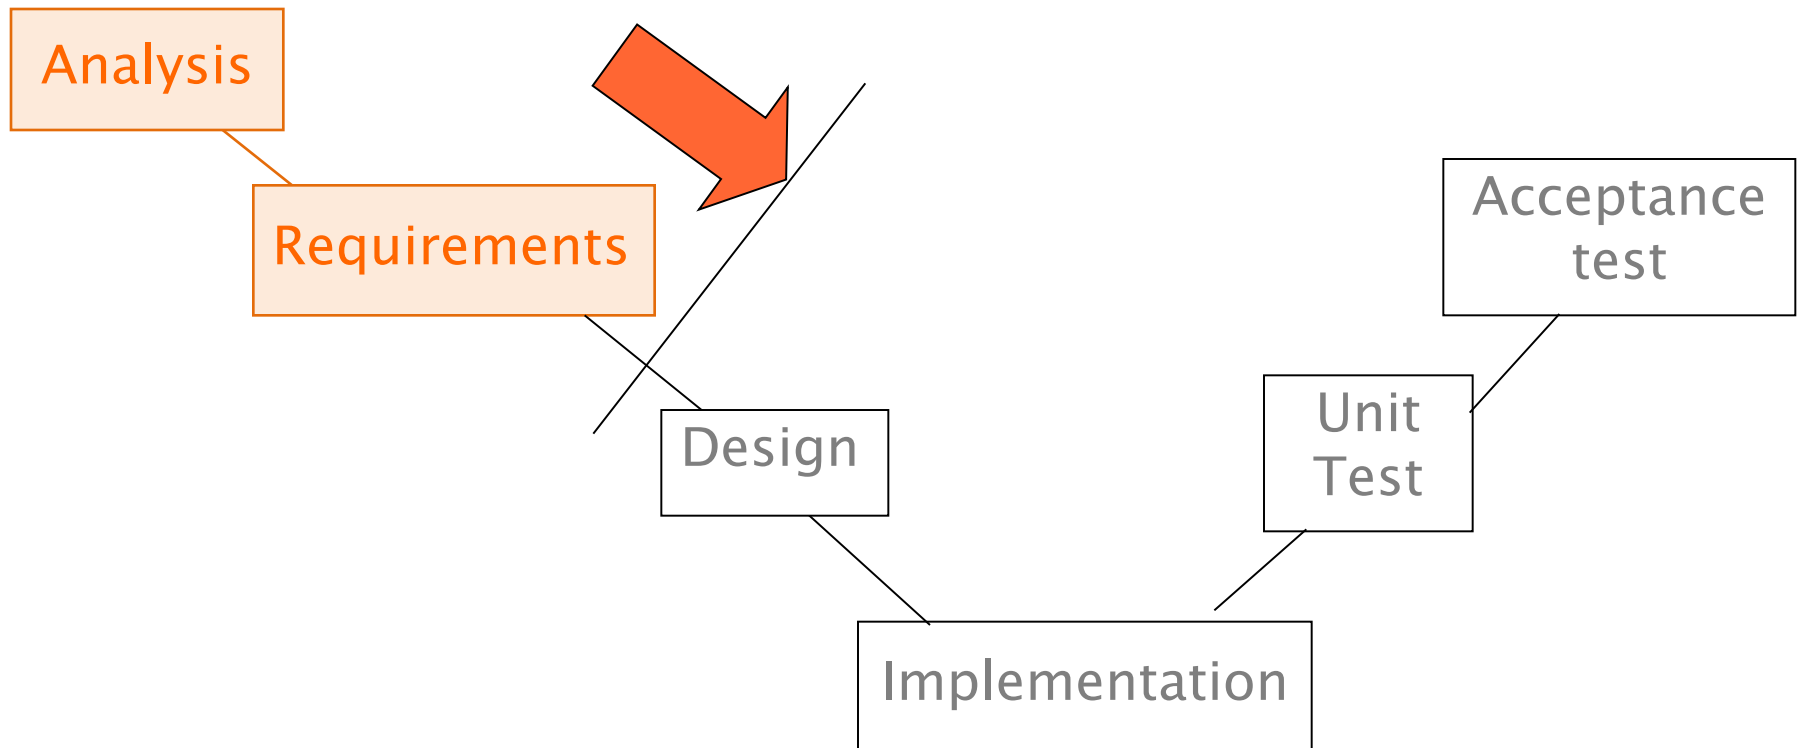 Analysis
Requirements
Design
Implementation
Unit
Test
Acceptance
test